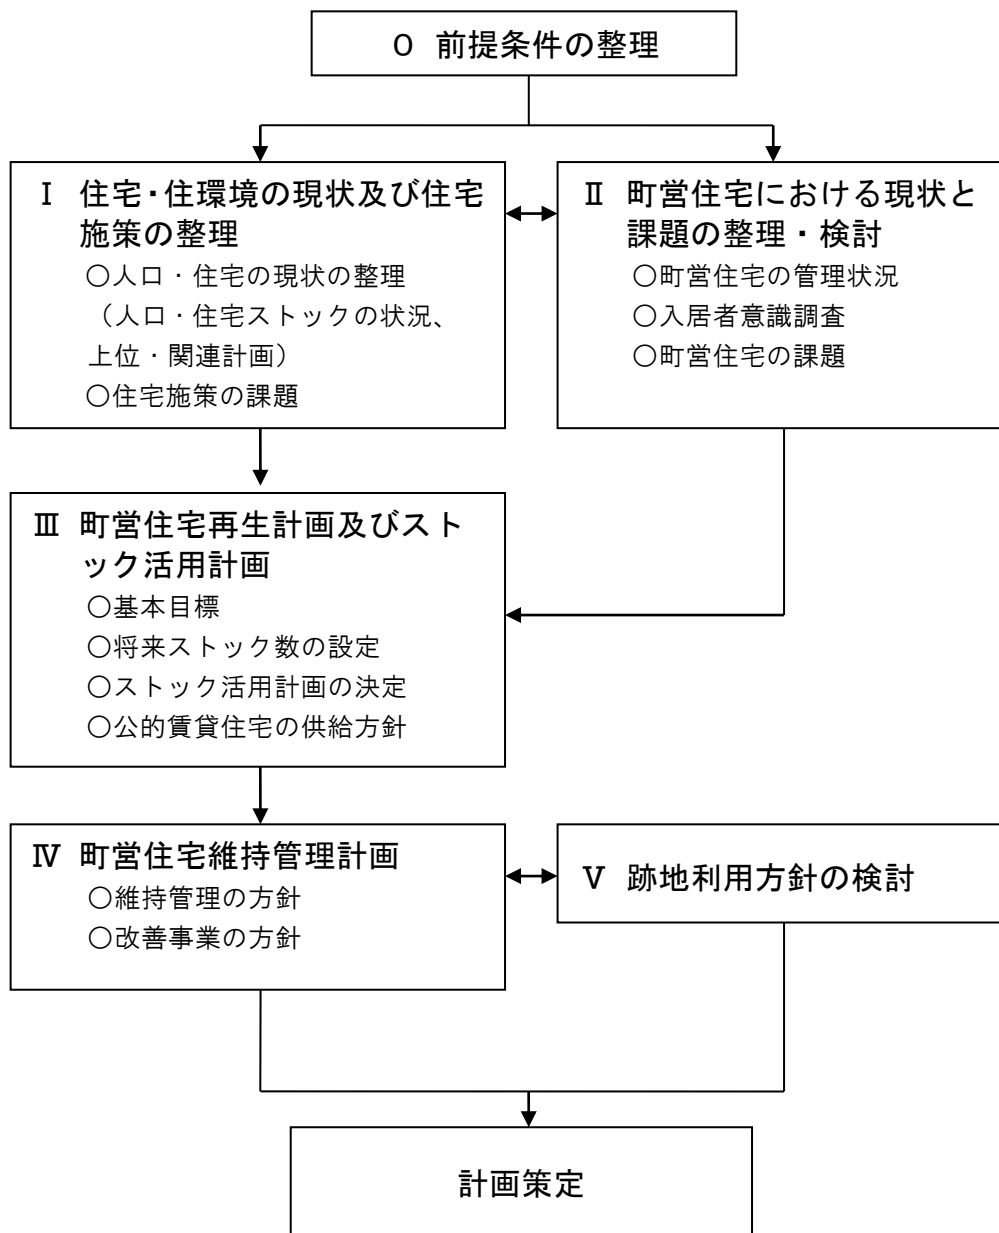 0 前提条件の整理
Ⅰ 住宅・住環境の現状及び住宅
施策の整理
○人口・住宅の現状の整理
（人口・住宅ストックの状況、
上位・関連計画）
○住宅施策の課題
Ⅱ 町営住宅における現状と
課題の整理・検討
○町営住宅の管理状況
○入居者意識調査
○町営住宅の課題
Ⅲ 町営住宅再生計画及びスト
ック活用計画
○基本目標
○将来ストック数の設定
○ストック活用計画の決定
○公的賃貸住宅の供給方針
Ⅳ 町営住宅維持管理計画
○維持管理の方針
○改善事業の方針
Ⅴ 跡地利用方針の検討
計画策定